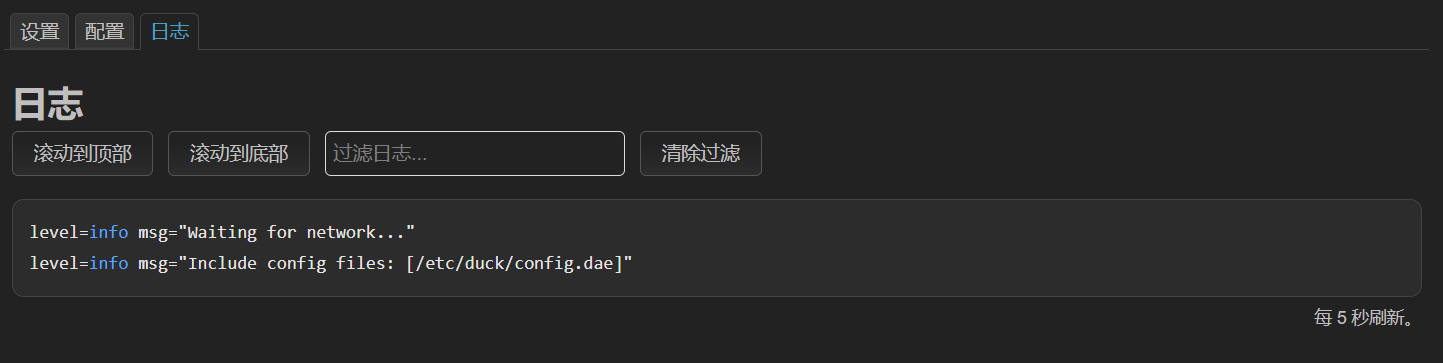 设置 配置 日志
日志
滚动到顶部 滚动到底部 过滤日志... 清除过滤
level=info msg="Waiting for network..."
level=info msg="Include config files: [/etc/duck/config.dae]"
每 5 秒刷新。